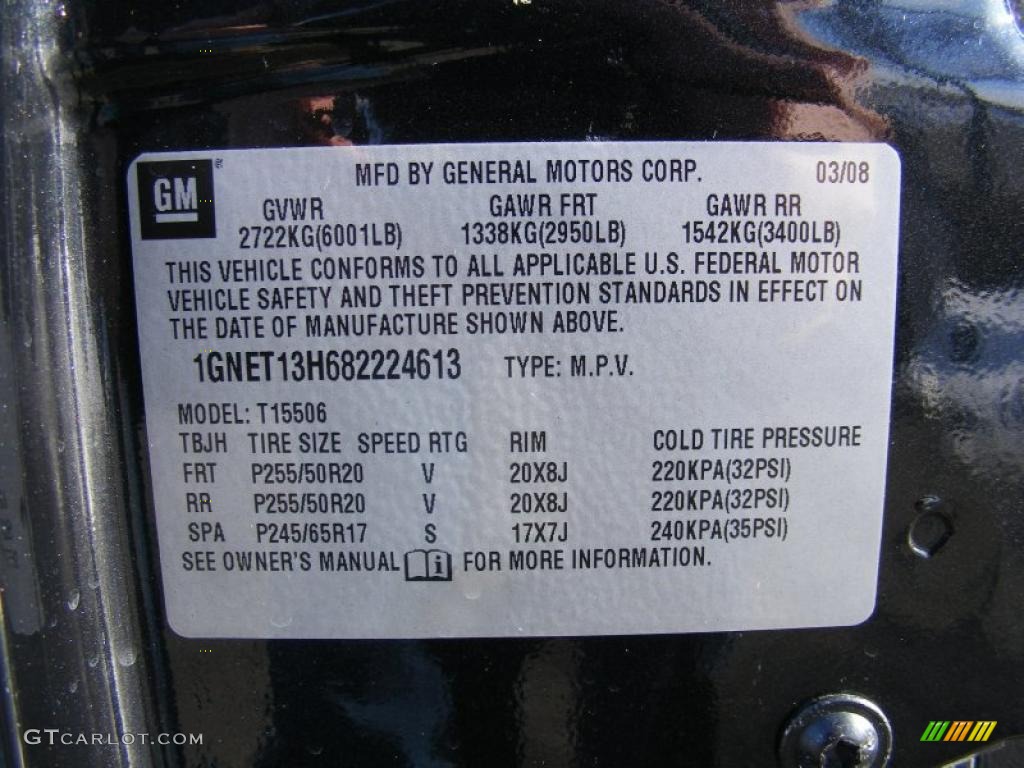 MFD BY GENERAL MOTORS CORP. 03/08
GM
GVWR GAWR FRT GAWR RR
2722KG(6001LB) 1338KG(2950LB) 1542KG(3400LB)
THIS VEHICLE CONFORMS TO ALL APPLICABLE U.S. FEDERAL MOTOR
VEHICLE SAFETY AND THEFT PREVENTION STANDARDS IN EFFECT ON
THE DATE OF MANUFACTURE SHOWN ABOVE.
1GNET13H682224613 TYPE: M.P.V.
MODEL: T15506
TBJH TIRE SIZE SPEED RTG RIM COLD TIRE PRESSURE
FRT P255/50R20 V 20X8J 220KPA(32PSI)
RR P255/50R20 V 20X8J 220KPA(32PSI)
SPA P245/65R17 S 17X7J 240KPA(35PSI)
SEE OWNER'S MANUAL i FOR MORE INFORMATION.
GTCARLOT.COM